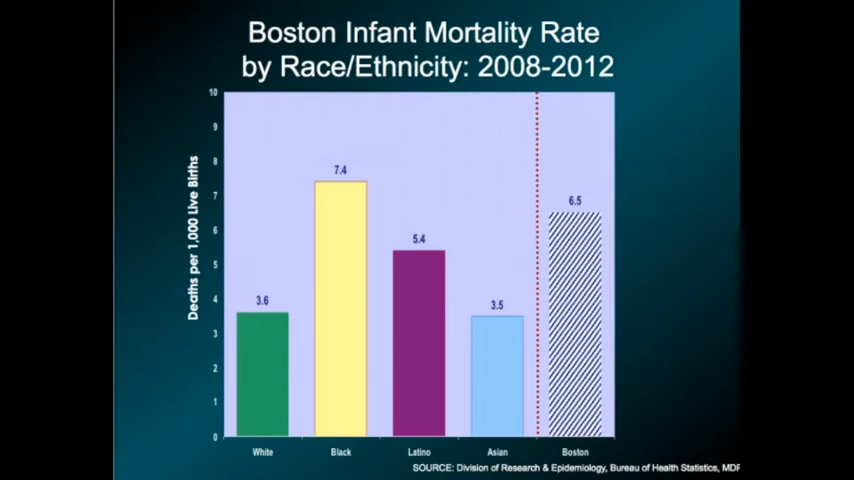 Boston Infant Mortality Rate
by Race/Ethnicity: 2008-2012
Deaths per 1,000 Live Births
10
9
8
7
6
5
4
3
2
1
0
3.6
7.4
5.4
3.5
6.5
White
Black
Latino
Asian
Boston
SOURCE: Division of Research & Epidemiology, Bureau of Health Statistics,